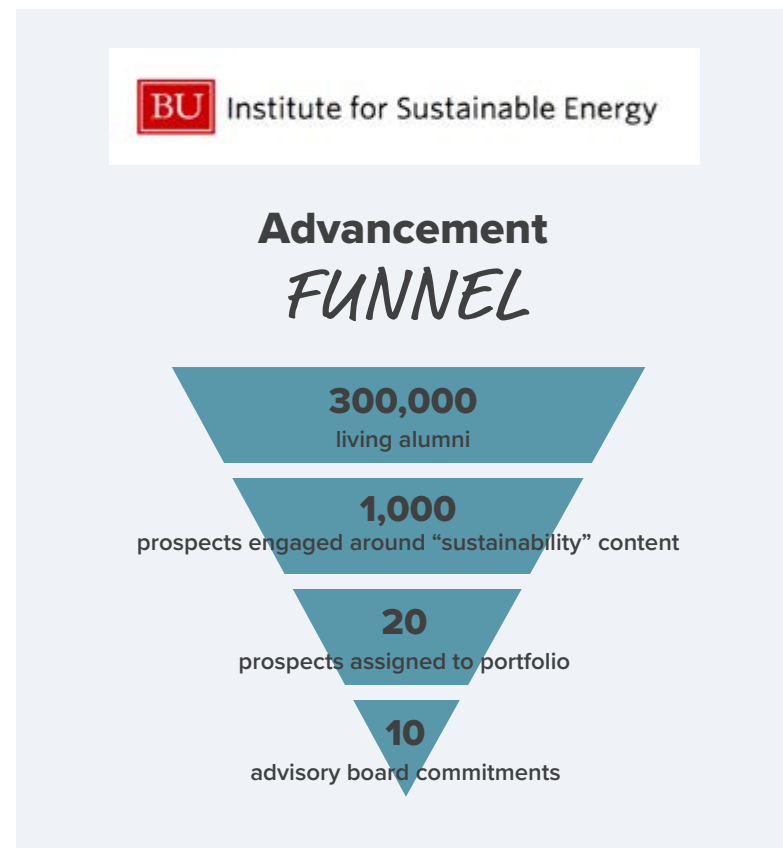 BU Institute for Sustainable Energy
Advancement
FUNNEL
300,000
living alumni
1,000
prospects engaged around “sustainability” content
20
prospects assigned to portfolio
10
advisory board commitments